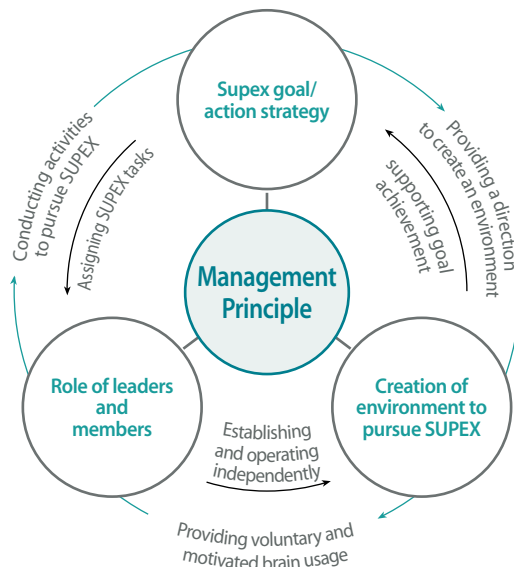 Supex goal/
action strategy
Conducting activities
to pursue SUPEX
Assigning SUPEX tasks
Providing a direction
to create an environment
supporting goal
achievement
Management
Principle
Role of leaders
and
members
Creation of
environment to
pursue SUPEX
Establishing
and operating
independently
Providing voluntary and
motivated brain usage